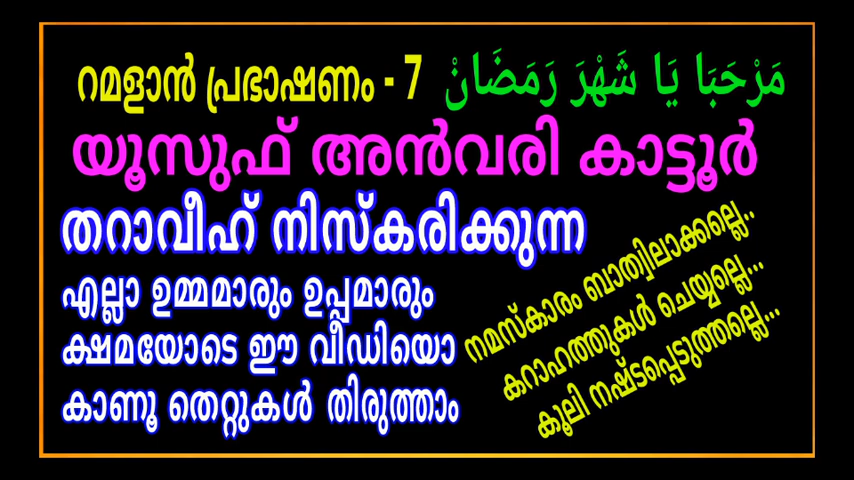 റമളാൻ പ്രഭാഷണം - 7 مَرْحَبَا يَا شَهْرَ رَمَضَانْ
യൂസുഫ് അൻവരി കാട്ടൂർ
തറാവീഹ് നിസ്കരിക്കുന്ന
എല്ലാ ഉമ്മമാരും ഉപ്പമാരും
ക്ഷമയോടെ ഈ വീഡിയൊ
കാണൂ തെറ്റുകൾ തിരുത്താം
നമസ്കാരം ബാത്വിലാക്കല്ലെ..
കറാഹത്തുകൾ ചെയ്യല്ലെ...
കൂലി നഷ്ടപ്പെടുത്തല്ലെ...